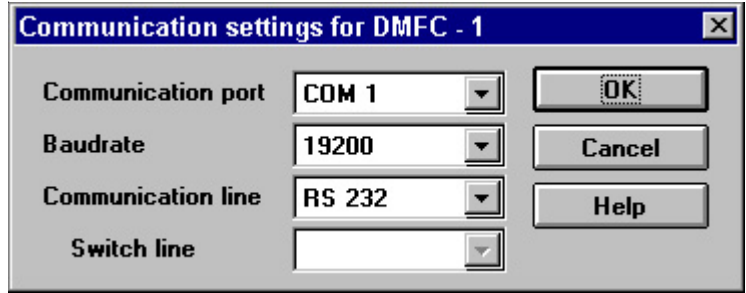 Communication settings for DMFC - 1
Communication port COM 1 OK
Baudrate 19200 Cancel
Communication line RS 232 Help
Switch line